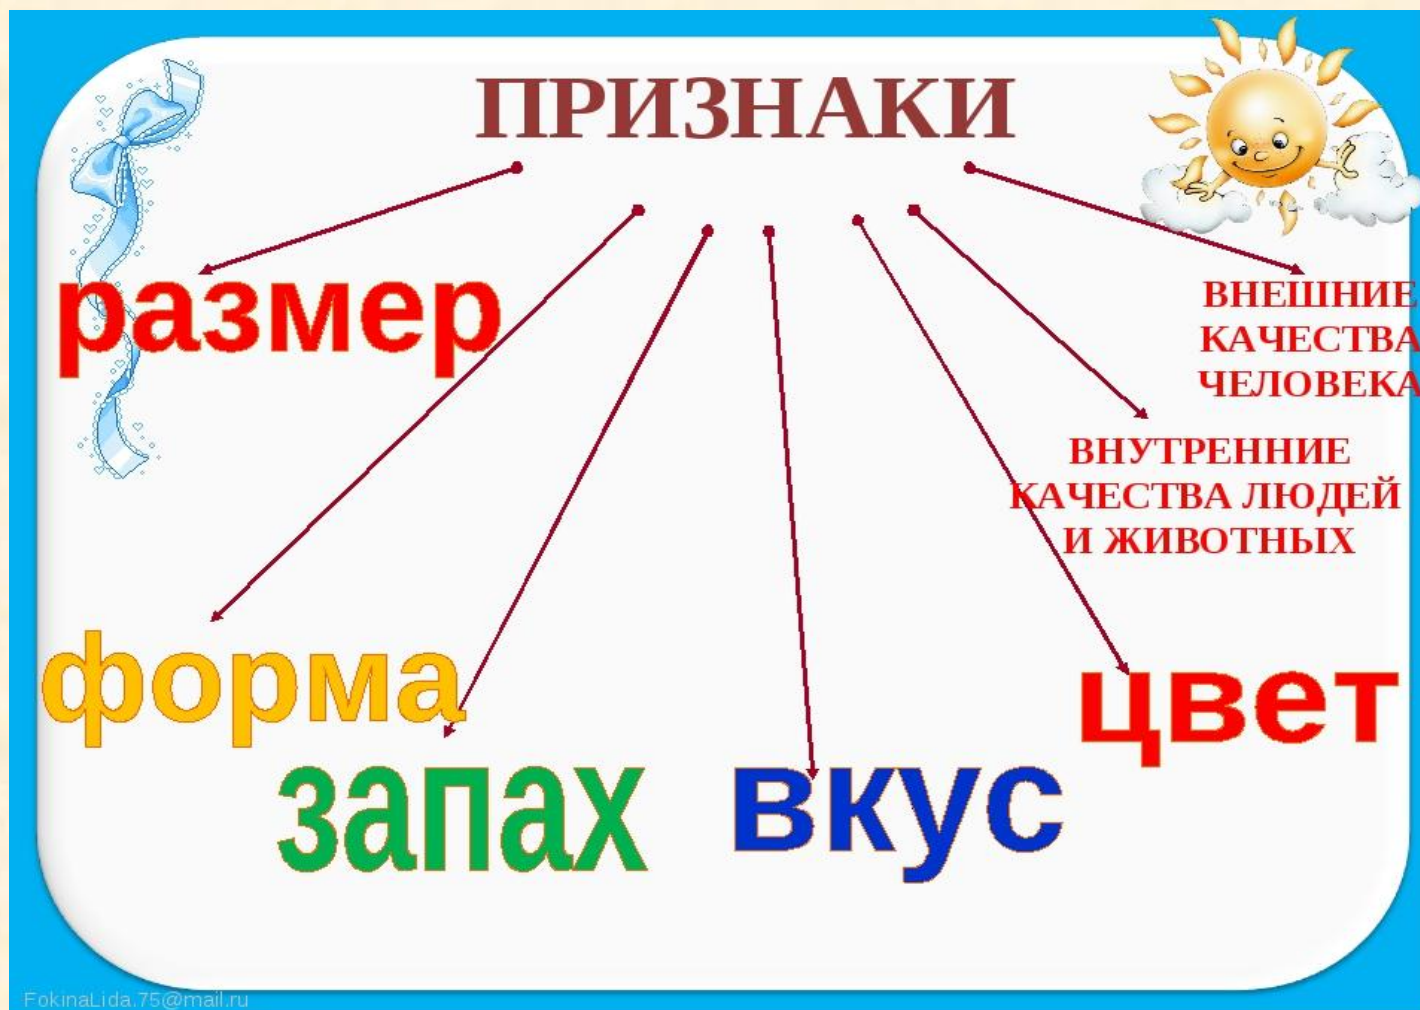 ПРИЗНАКИ
размер
ВНЕШНИЕ
КАЧЕСТВА
ЧЕЛОВЕКА
ВНУТРЕННИЕ
КАЧЕСТВА ЛЮДЕЙ
И ЖИВОТНЫХ
форма
цвет
запах
вкус
FokinaLida.75@mail.ru